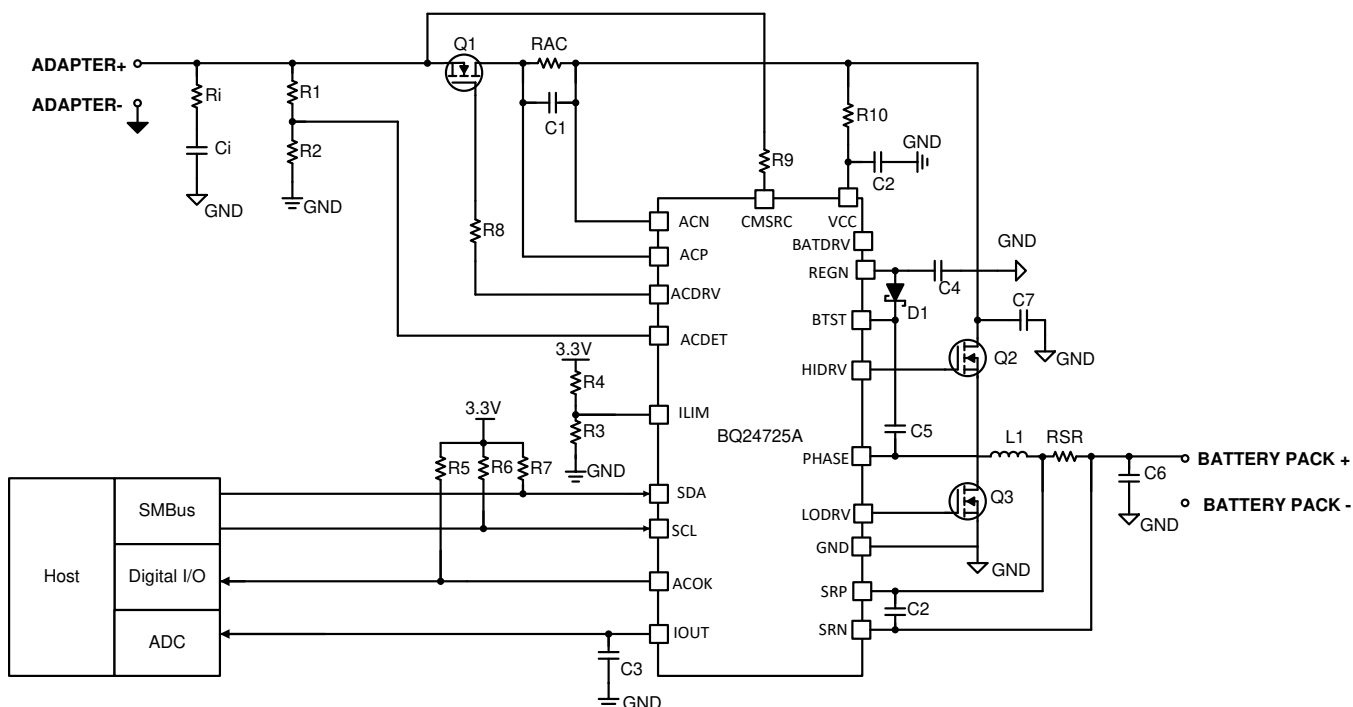 Q1
RAC
ADAPTER+
ADAPTER-
Ri
R1
C1
R10
GND
Ci
R2
R9
C2
GND
GND
CMSRC
VCC
R8
ACN
BATDRV
GND
ACP
REGN
C4
ACDRV
D1
C7
BTST
ACDET
3.3V
Q2
GND
R4
HIDRV
3.3V
ILIM
R3
BQ24725A
C5
L1
RSR
R5
R6
R7
GND
PHASE
BATTERY PACK +
C6
SDA
Q3
SMBus
LODRV
GND
BATTERY PACK -
SCL
GND
GND
Host
Digital I/O
ACOK
SRP
C2
IOUT
SRN
ADC
C3
GND